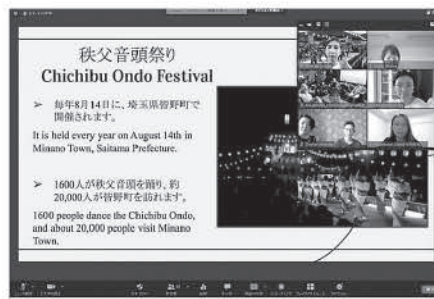 秩父音頭祭り
Chichibu Ondo Festival
➢ 毎年8月14日に、埼玉県皆野町で
開催されます。
It is held every year on August 14th in
Minano Town, Saitama Prefecture.
➢ 1600人が秩父音頭を踊り、約
20,000人が皆野町を訪れます。
1600 people dance the Chichibu Ondo,
and about 20,000 people visit Minano
Town.